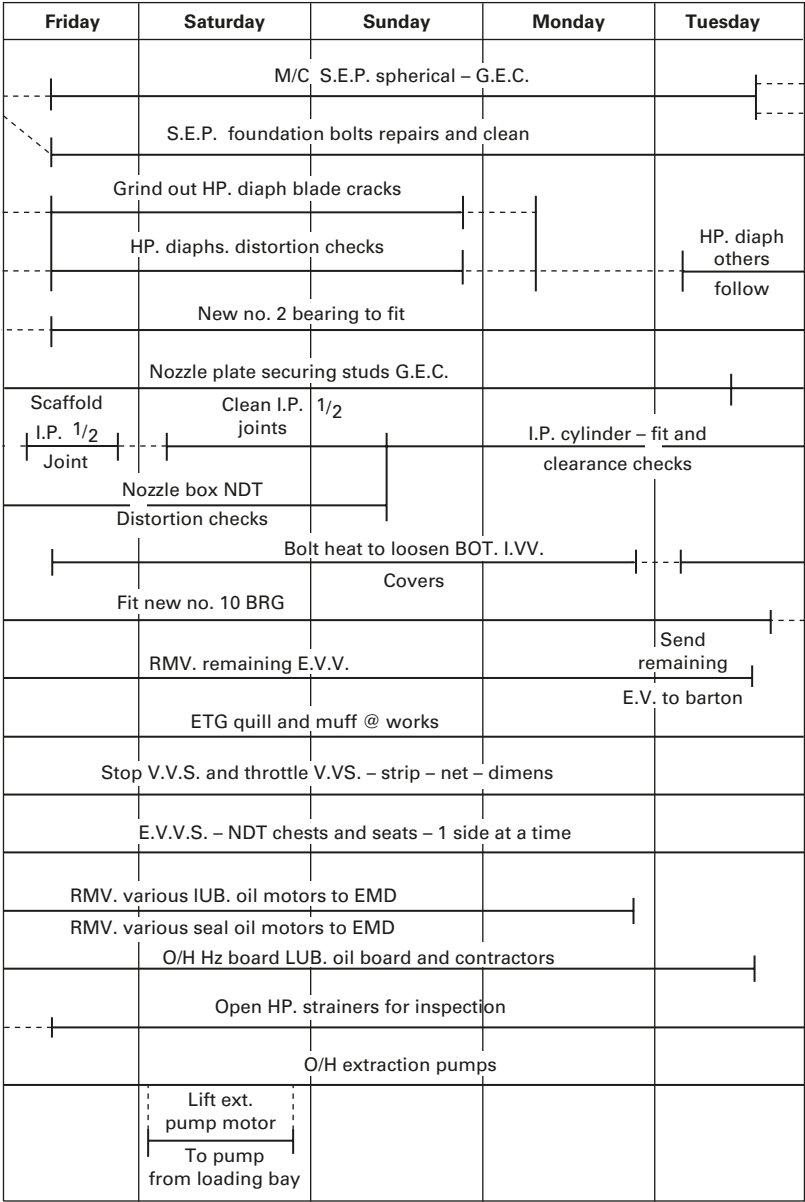 Friday Saturday Sunday Monday Tuesday
M/C S.E.P. spherical – G.E.C.
S.E.P. foundation bolts repairs and clean
Grind out HP. diaph blade cracks
HP. diaphs. distortion checks
HP. diaph
others
follow
New no. 2 bearing to fit
Nozzle plate securing studs G.E.C.
Scaffold
I.P. 1/2
Joint
Clean I.P. 1/2
joints
I.P. cylinder – fit and
clearance checks
Nozzle box NDT
Distortion checks
Bolt heat to loosen BOT. I.VV.
Covers
Fit new no. 10 BRG
Send
remaining
E.V. to barton
RMV. remaining E.V.V.
ETG quill and muff @ works
Stop V.V.S. and throttle V.VS. – strip – net – dimens
E.V.V.S. – NDT chests and seats – 1 side at a time
RMV. various IUB. oil motors to EMD
RMV. various seal oil motors to EMD
O/H Hz board LUB. oil board and contractors
Open HP. strainers for inspection
O/H extraction pumps
Lift ext.
pump motor
To pump
from loading bay